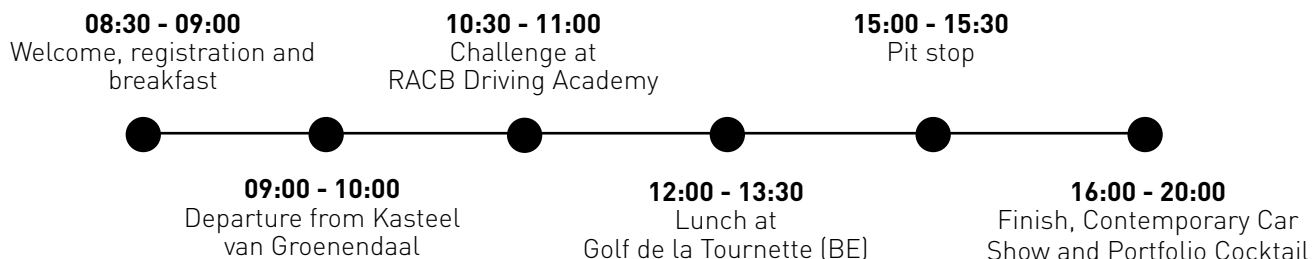 08:30 - 09:00
Welcome, registration and
breakfast
09:00 - 10:00
Departure from Kasteel
van Groenendaal
10:30 - 11:00
Challenge at
RACB Driving Academy
12:00 - 13:30
Lunch at
Golf de la Tournette (BE)
15:00 - 15:30
Pit stop
16:00 - 20:00
Finish, Contemporary Car
Show and Portfolio Cocktail